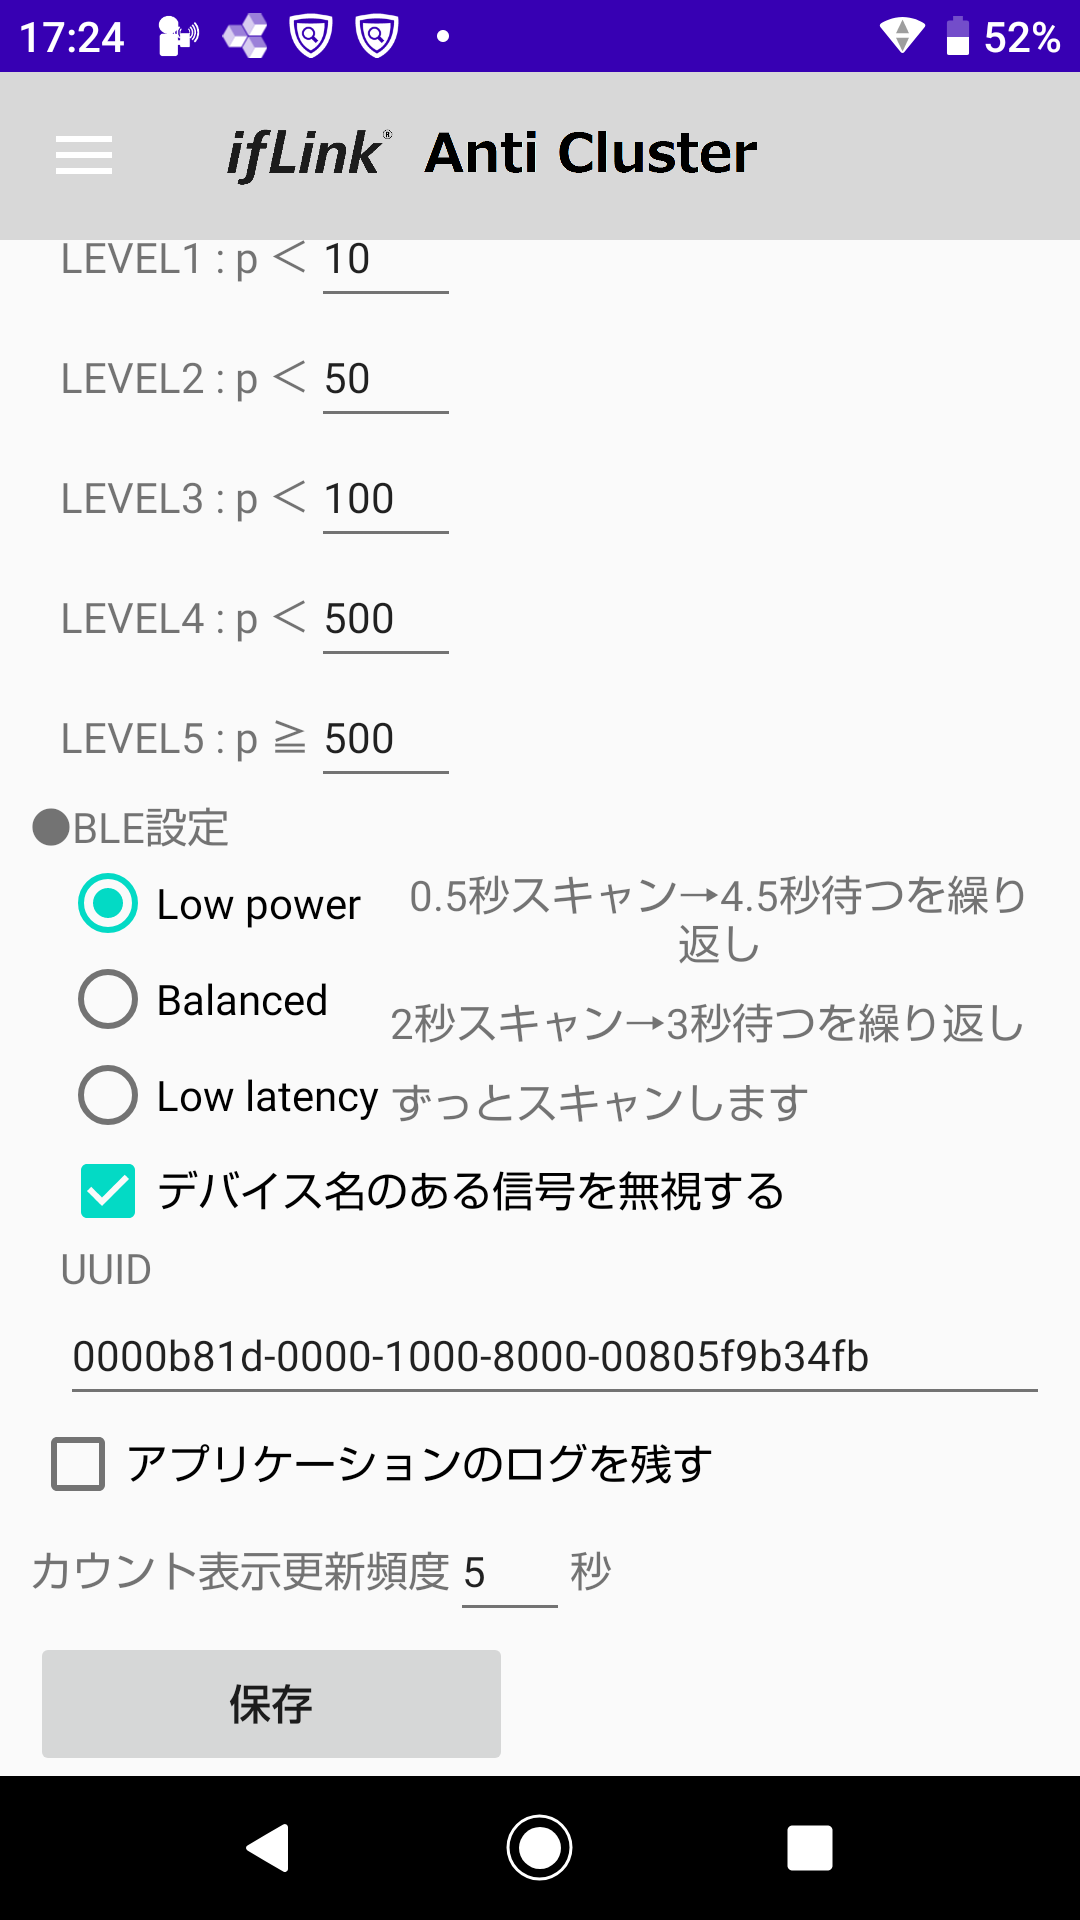 17:24
52%
ifLink® Anti Cluster
LEVEL1 : p < 10
LEVEL2 : p < 50
LEVEL3 : p < 100
LEVEL4 : p < 500
LEVEL5 : p ≧ 500
●BLE設定
Low power
0.5秒スキャン→4.5秒待つを繰り
返し
Balanced
2秒スキャン→3秒待つを繰り返し
Low latency
ずっとスキャンします
デバイス名のある信号を無視する
UUID
0000b81d-0000-1000-8000-00805f9b34fb
アプリケーションのログを残す
カウント表示更新頻度 5 秒
保存